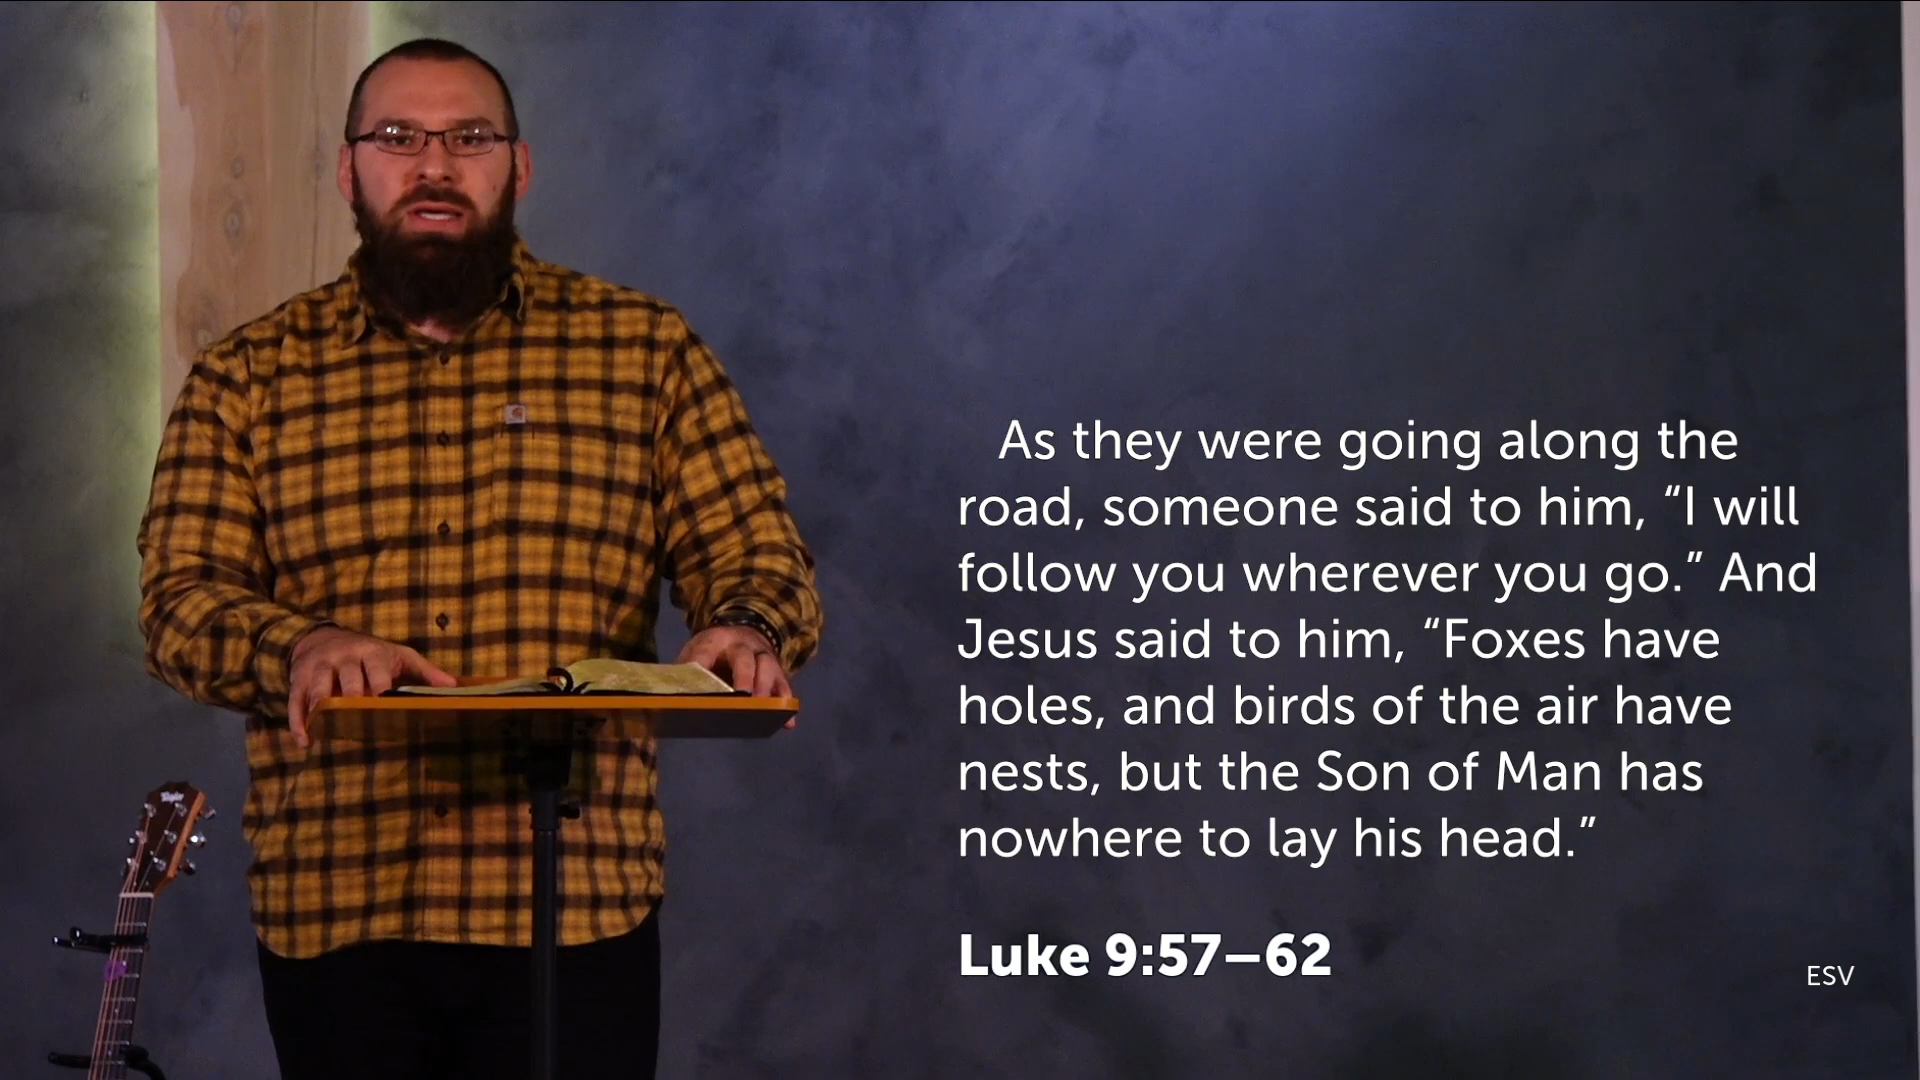 As they were going along the
road, someone said to him, “I will
follow you wherever you go.” And
Jesus said to him, “Foxes have
holes, and birds of the air have
nests, but the Son of Man has
nowhere to lay his head.”
Luke 9:57–62
ESV
Taylor